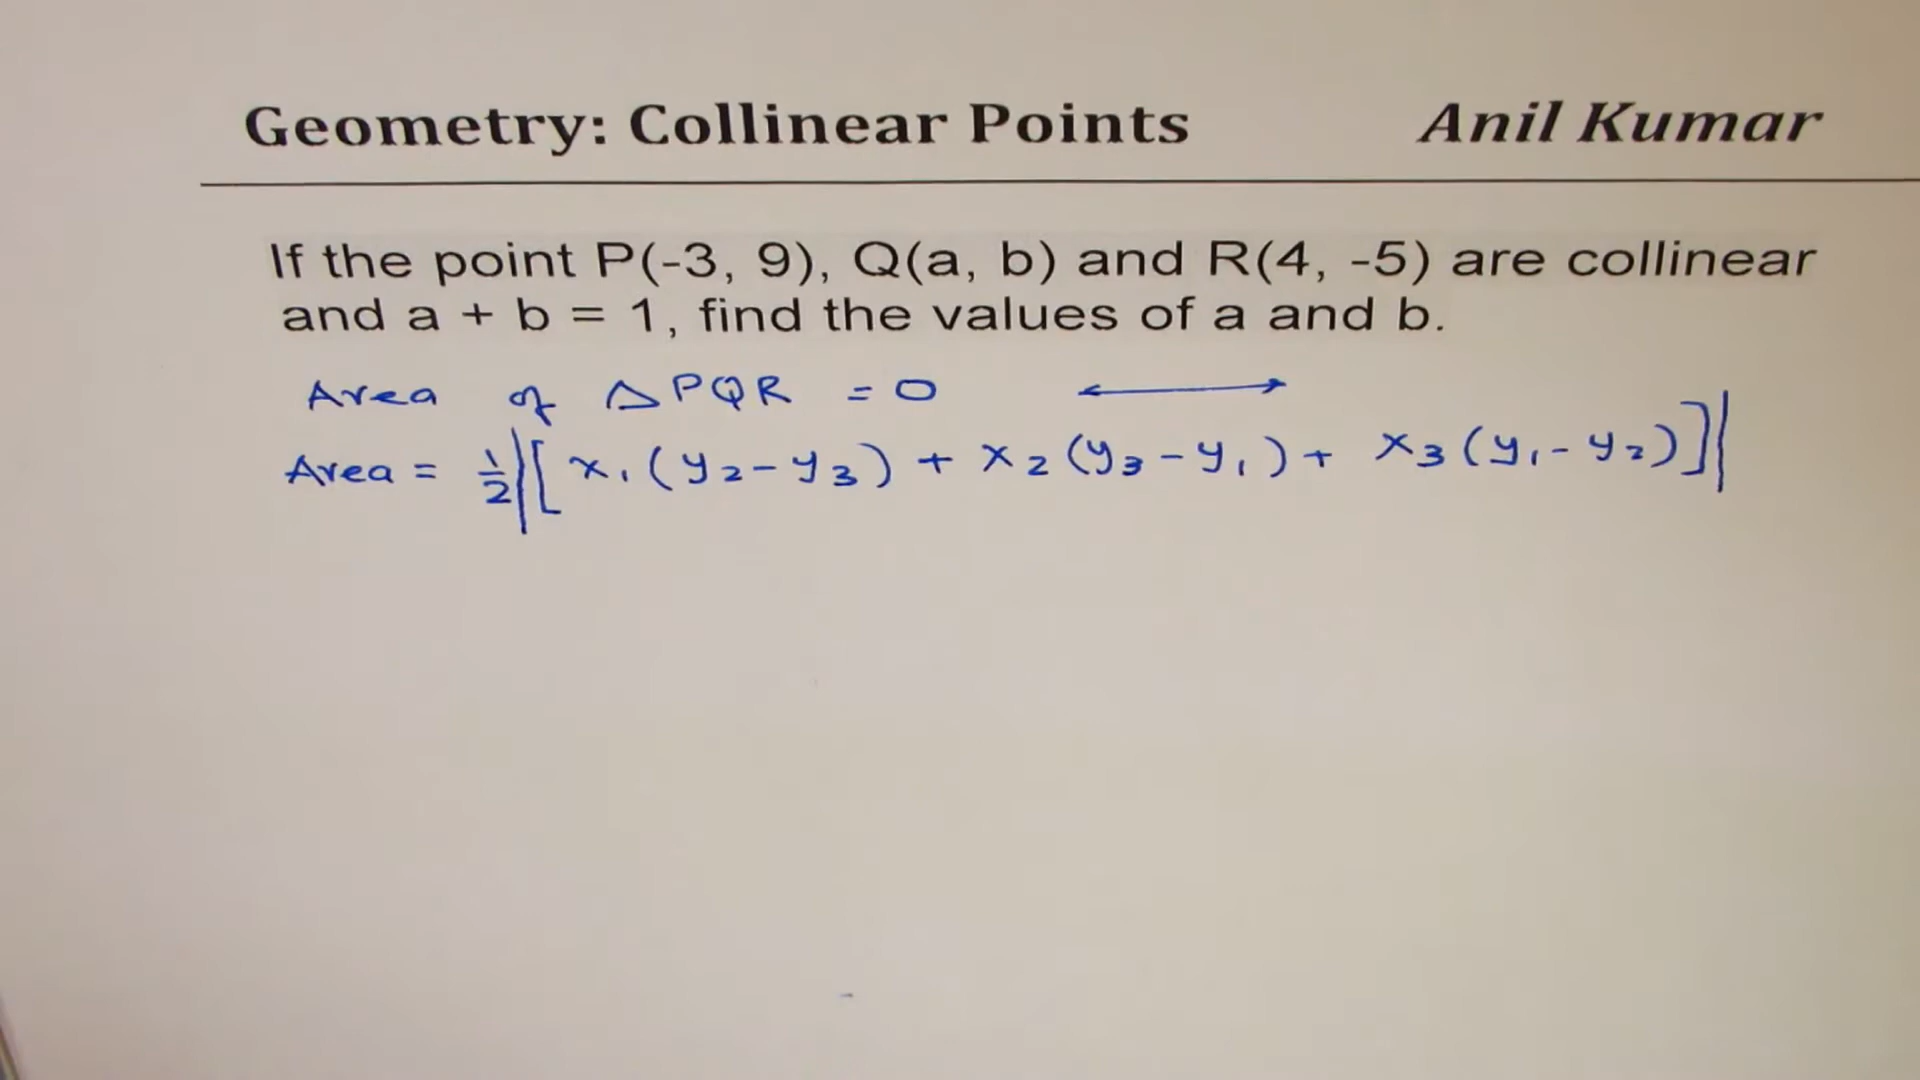 Geometry: Collinear Points Anil Kumar
If the point P(-3, 9), Q(a, b) and R(4, -5) are collinear
and a + b = 1, find the values of a and b.
Area of △PQR = 0
Area = 1/2 |[x₁(y₂-y₃) + x₂(y₃-y₁) + x₃(y₁-y₂)]|